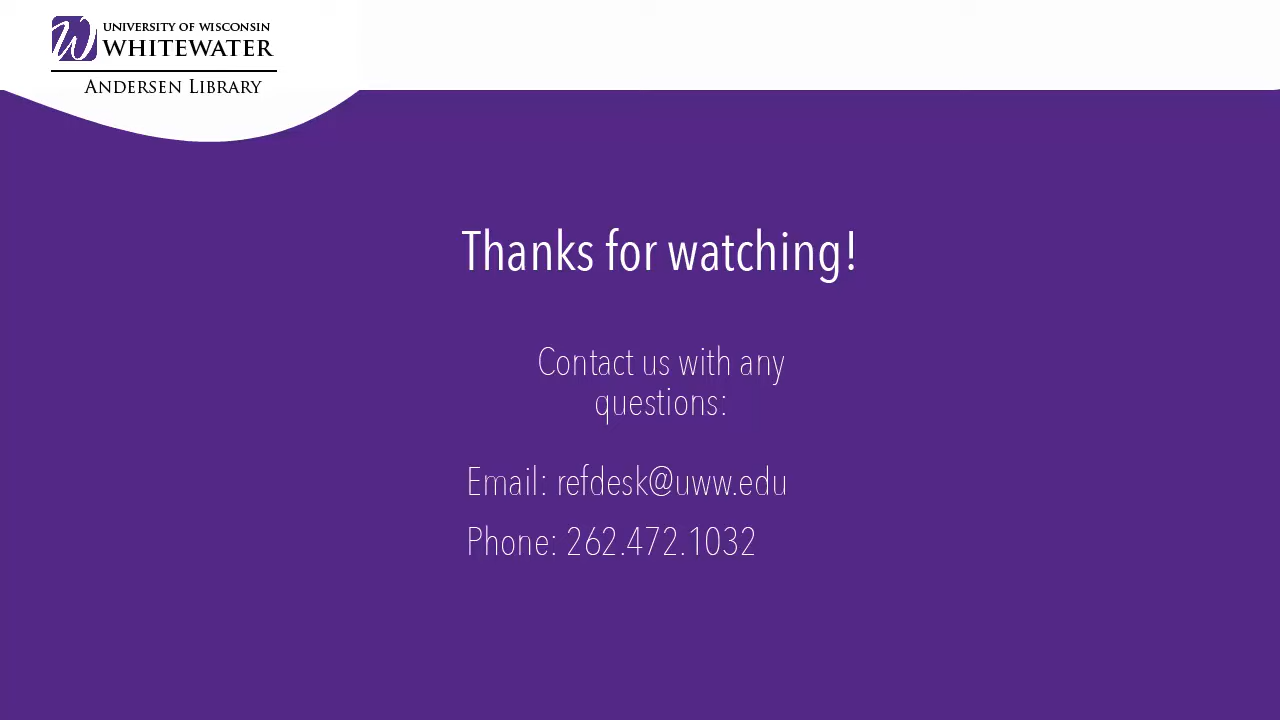 UNIVERSITY OF WISCONSIN
WHITEWATER
ANDERSEN LIBRARY
Thanks for watching!
Contact us with any
questions:
Email: refdesk@uww.edu
Phone: 262.472.1032